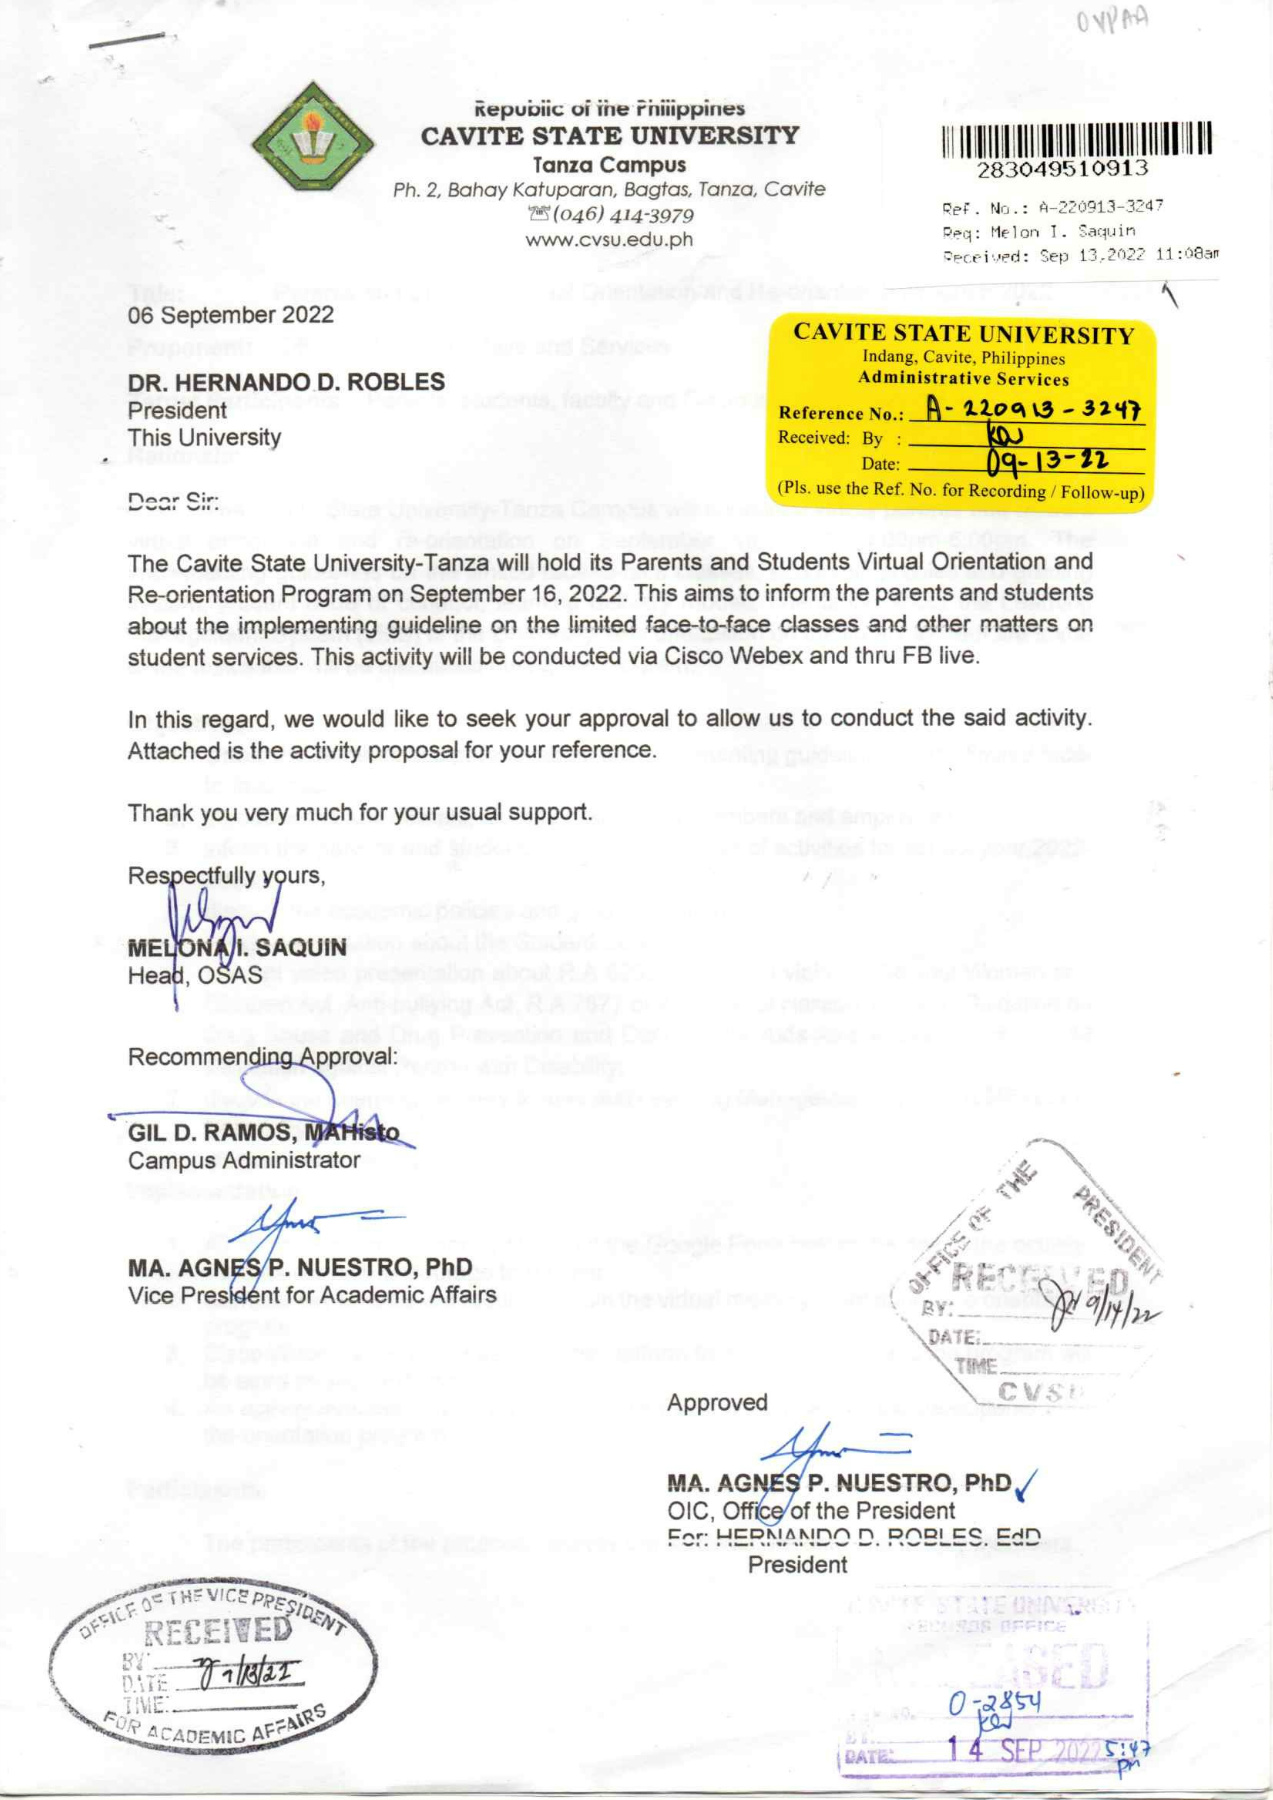 OVPAA
Republic of the Philippines
CAVITE STATE UNIVERSITY
Tanza Campus
Ph. 2, Bahay Katuparan, Bagtas, Tanza, Cavite
☏(046) 414-3979
www.cvsu.edu.ph
283049510913
Ref. No.: A-220913-3247
Req: Melon I. Saquin
Received: Sep 13,2022 11:08am
06 September 2022
CAVITE STATE UNIVERSITY
Indang, Cavite, Philippines
Administrative Services
Reference No.: A-220913-3247
Received: By :
Date: 09-13-22
(Pls. use the Ref. No. for Recording / Follow-up)
DR. HERNANDO D. ROBLES
President
This University
Dear Sir:
The Cavite State University-Tanza will hold its Parents and Students Virtual Orientation and
Re-orientation Program on September 16, 2022. This aims to inform the parents and students
about the implementing guideline on the limited face-to-face classes and other matters on
student services. This activity will be conducted via Cisco Webex and thru FB live.
In this regard, we would like to seek your approval to allow us to conduct the said activity.
Attached is the activity proposal for your reference.
Thank you very much for your usual support.
Respectfully yours,
MELONA I. SAQUIN
Head, OSAS
Recommending Approval:
GIL D. RAMOS, MAHisto
Campus Administrator
MA. AGNES P. NUESTRO, PhD
Vice President for Academic Affairs
OFFICE OF THE PRESIDENT
RECEIVED
BY: 9/14/22
DATE:
TIME
CVSU
Approved
MA. AGNES P. NUESTRO, PhD
OIC, Office of the President
For: HERNANDO D. ROBLES, EdD
President
OFFICE OF THE VICE PRESIDENT
RECEIVED
BY:
DATE
TIME:
FOR ACADEMIC AFFAIRS
CAVITE STATE UNIVERSITY
RECORDS OFFICE
RELEASED
0-2854
DATE: 14 SEP 2022 5:47
pm